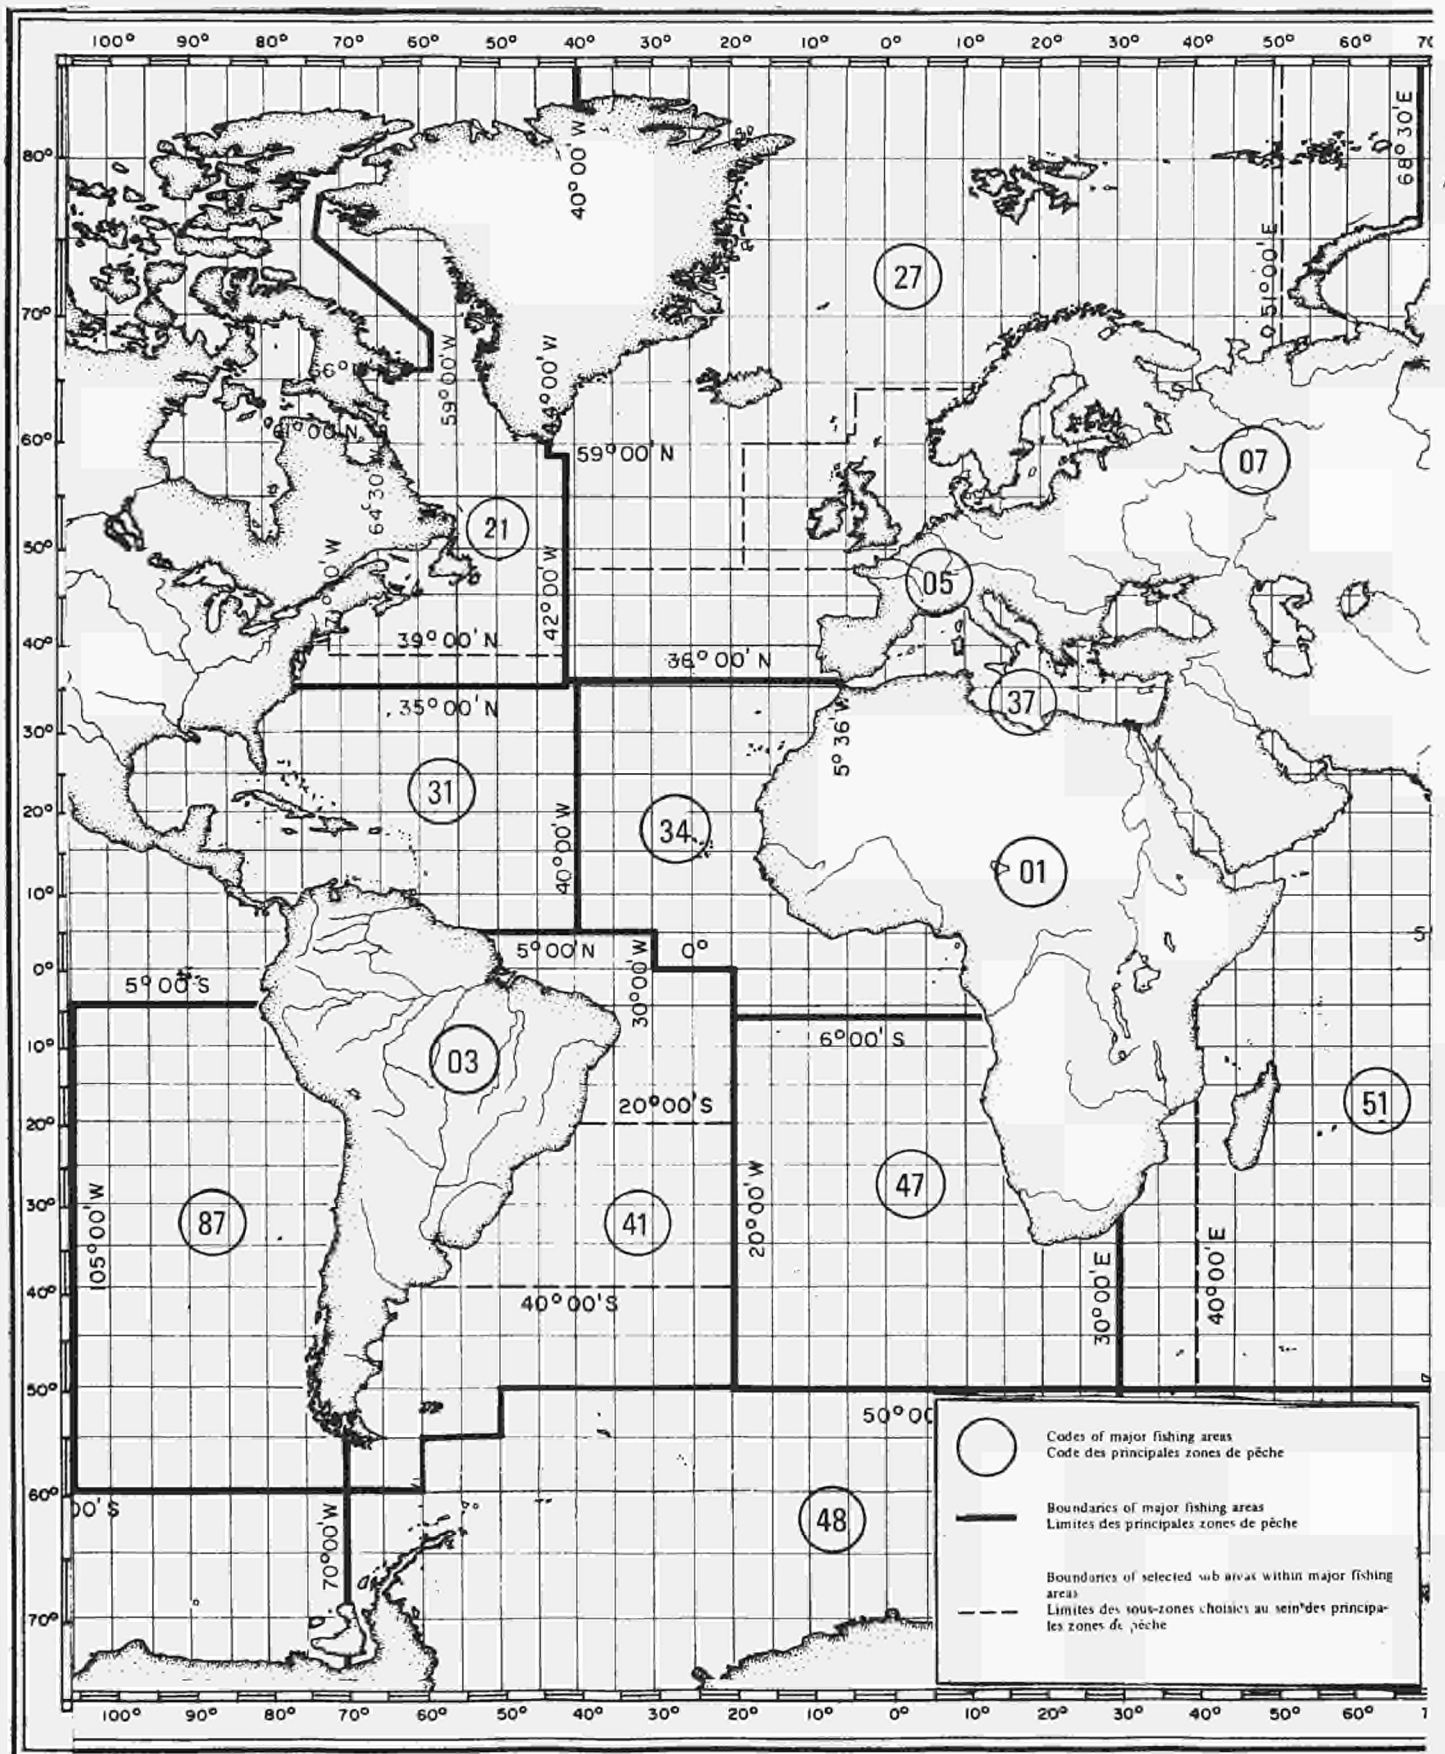 100° 90° 80° 70° 60° 50° 40° 30° 20° 10° 0° 10° 20° 30° 40° 50° 60° 70
80°
70°
60°
50°
40°
30°
20°
10°
0°
10°
20°
30°
40°
50°
60°
70°
40°00'W
68°30'E
51°00'E
27
59°00'W
44°00'W
59°00'N
07
64°30'
21
05
42°00'W
39°00'N
36°00'N
37
35°00'N
5°36'W
31
34
40°00'W
01
5°00'N
0°
5°
5°00'S
30°00'W
6°00'S
03
20°00'S
51
105°00'W
87
41
20°00'W
47
30°00'E
40°00'E
40°00'S
50°00
00'S
70°00'W
48
Codes of major fishing areas
Code des principales zones de pêche
Boundaries of major fishing areas
Limites des principales zones de pêche
Boundaries of selected sub areas within major fishing
areas
Limites des sous-zones choisies au sein des principa-
les zones de pêche
100° 90° 80° 70° 60° 50° 40° 30° 20° 10° 0° 10° 20° 30° 40° 50° 60° 7